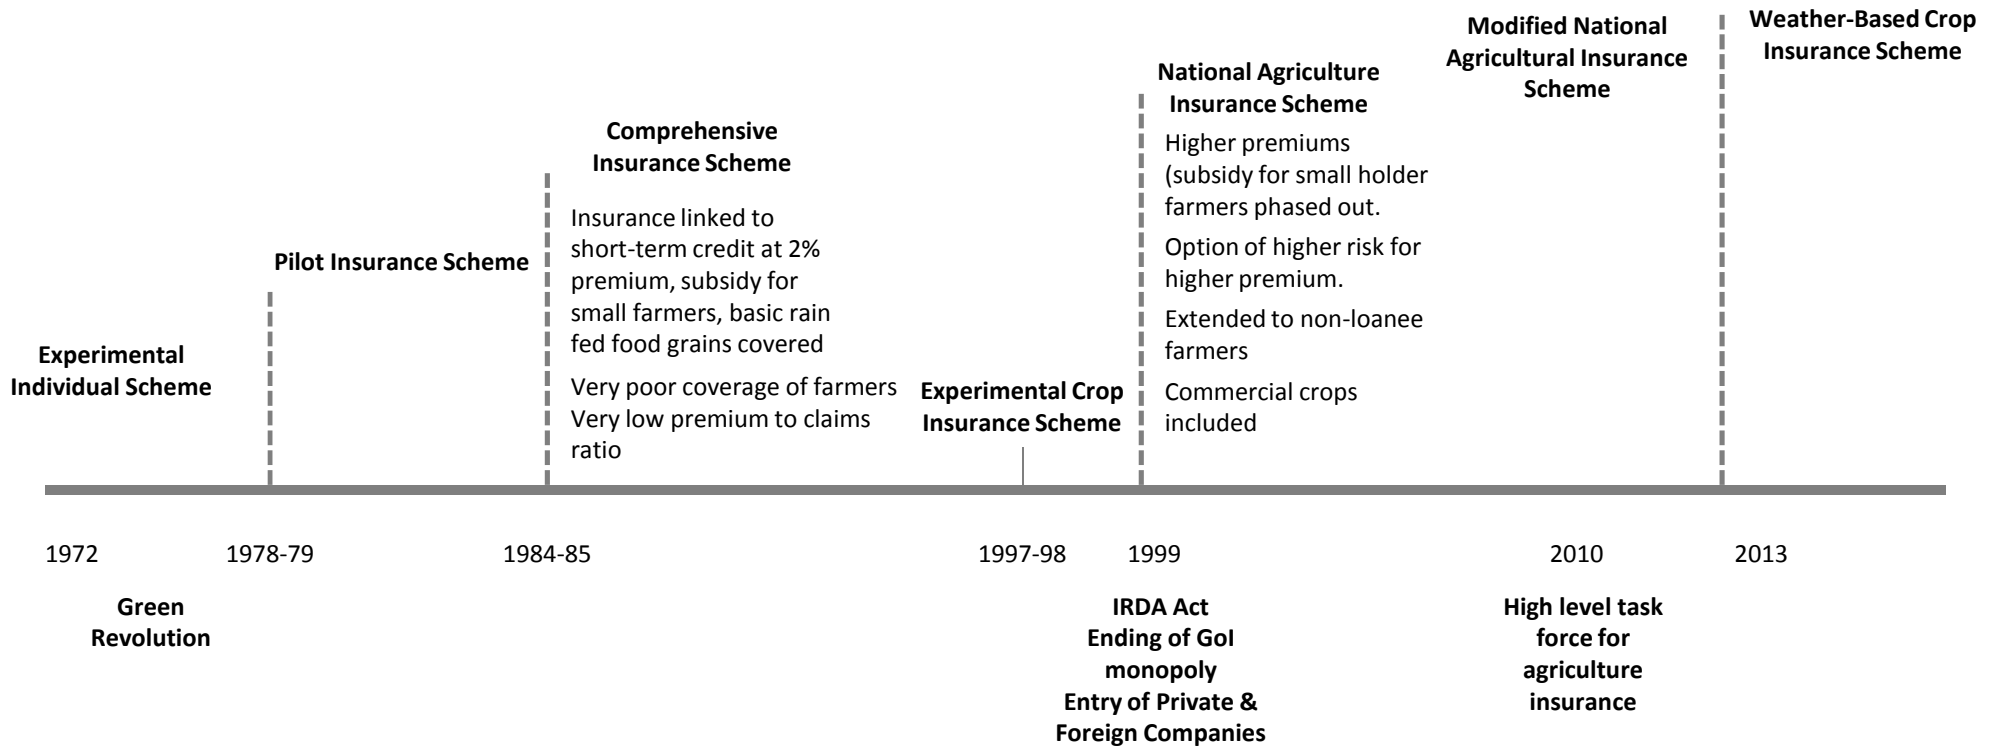 Experimental
Individual Scheme
Pilot Insurance Scheme
Comprehensive
Insurance Scheme
Insurance linked to
short-term credit at 2%
premium, subsidy for
small farmers, basic rain
fed food grains covered
Very poor coverage of farmers
Very low premium to claims
ratio
Experimental Crop
Insurance Scheme
National Agriculture
Insurance Scheme
Higher premiums
(subsidy for small holder
farmers phased out.
Option of higher risk for
higher premium.
Extended to non-loanee
farmers
Commercial crops
included
Modified National
Agricultural Insurance
Scheme
Weather-Based Crop
Insurance Scheme
1972
1978-79
1984-85
1997-98
1999
2010
2013
Green
Revolution
IRDA Act
Ending of GoI
monopoly
Entry of Private &
Foreign Companies
High level task
force for
agriculture
insurance